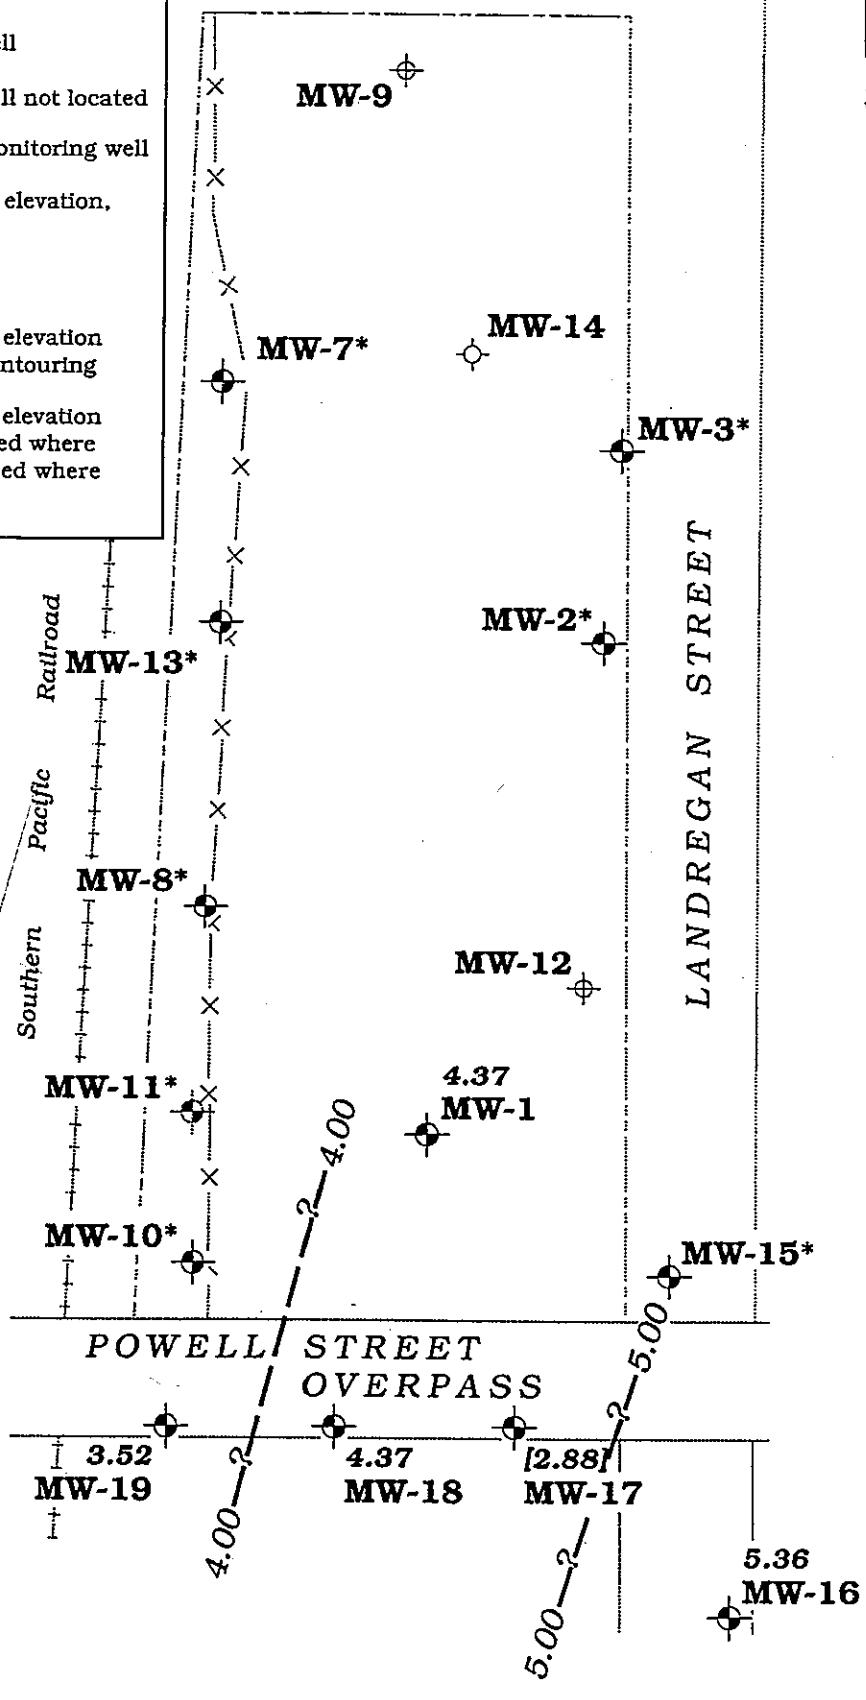 ll not located
onitoring well
elevation,
elevation
ntouring
elevation
ed where
ed where
MW-9
MW-7*
MW-14
MW-3*
MW-2*
MW-13*
Southern Pacific Railroad
LANDREGAN STREET
MW-8*
MW-12
MW-11*
4.37
MW-1
4.00
?
MW-10*
MW-15*
5.00
?
POWELL STREET
OVERPASS
3.52
MW-19
?
4.00
4.37
MW-18
[2.88]
MW-17
?
5.00
5.36
MW-16